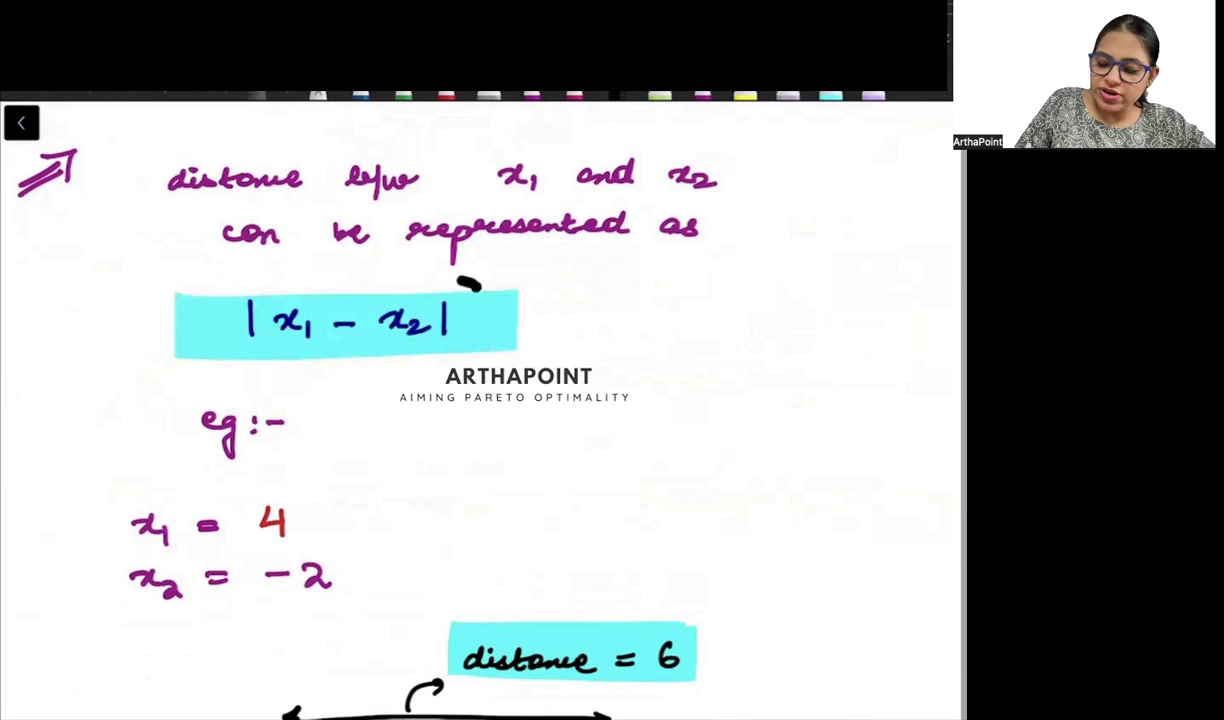 ArthaPoint
distance b/w x₁ and x₂
can be represented as
| x₁ - x₂ |
ARTHAPOINT
AIMING PARETO OPTIMALITY
eg :-
x₁ = 4
x₂ = -2
distance = 6